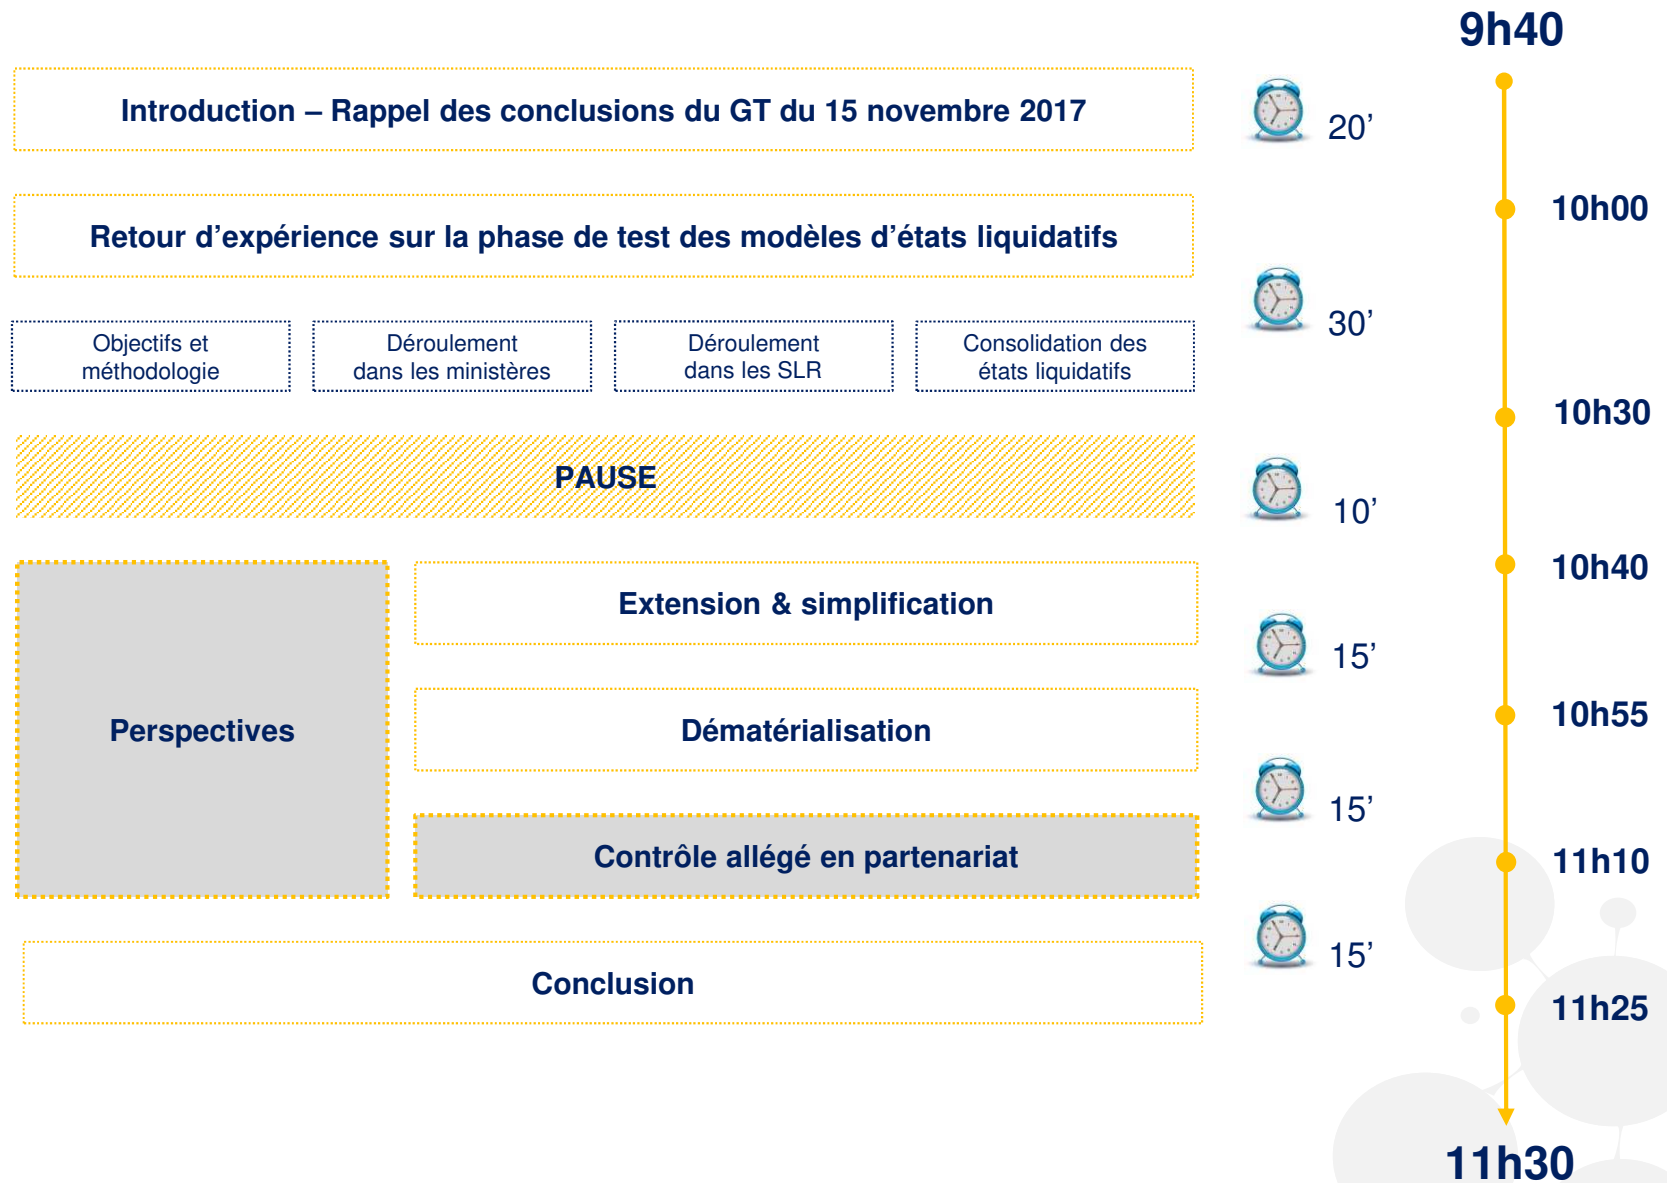 9h40
Introduction – Rappel des conclusions du GT du 15 novembre 2017
20’
10h00
Retour d’expérience sur la phase de test des modèles d’états liquidatifs
30’
Objectifs et
méthodologie
Déroulement
dans les ministères
Déroulement
dans les SLR
Consolidation des
états liquidatifs
10h30
PAUSE
10’
10h40
Perspectives
Extension & simplification
15’
10h55
Dématérialisation
15’
11h10
Contrôle allégé en partenariat
15’
11h25
Conclusion
11h30